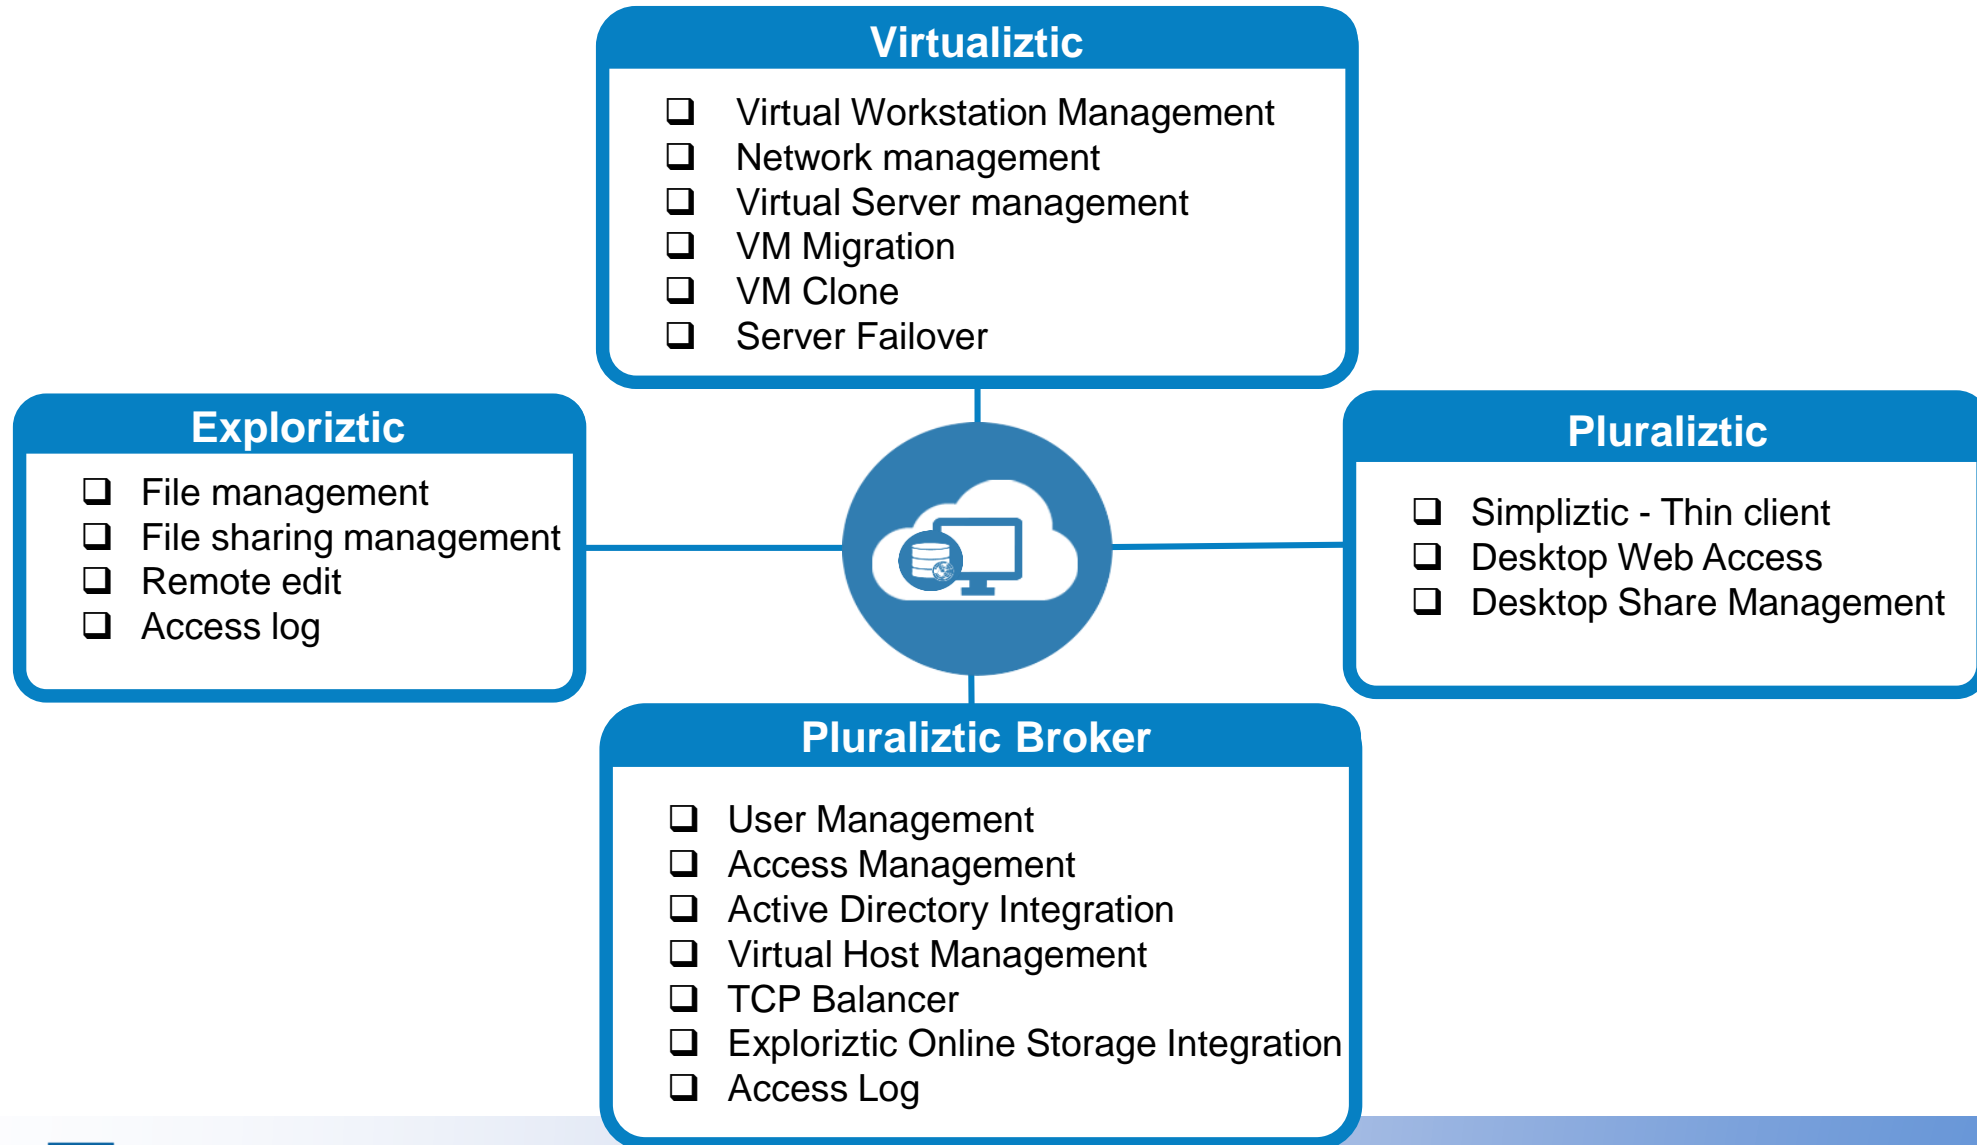 Virtualiztic
Virtual Workstation Management
Network management
Virtual Server management
VM Migration
VM Clone
Server Failover
Exploriztic
File management
File sharing management
Remote edit
Access log
Pluraliztic
Simpliztic - Thin client
Desktop Web Access
Desktop Share Management
Pluraliztic Broker
User Management
Access Management
Active Directory Integration
Virtual Host Management
TCP Balancer
Exploriztic Online Storage Integration
Access Log